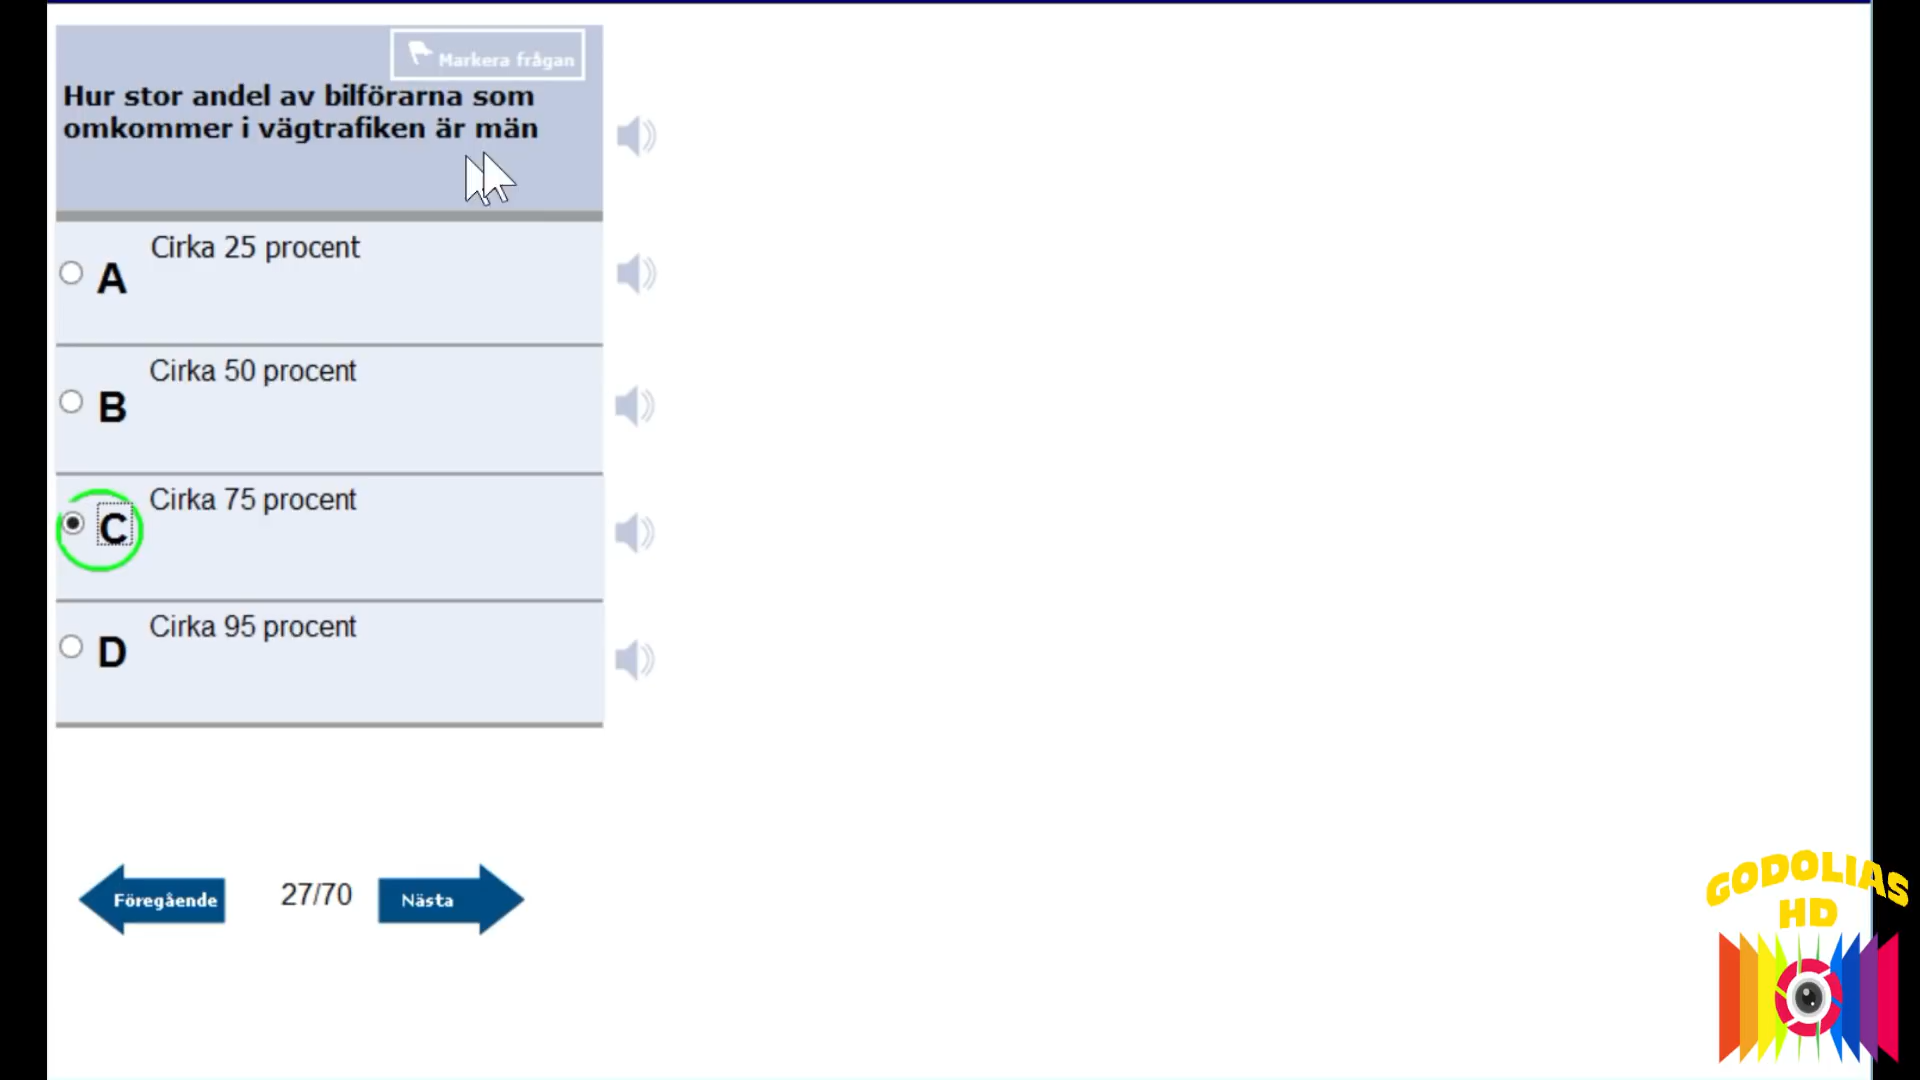 Markera frågan
Hur stor andel av bilförarna som
omkommer i vägtrafiken är män
Cirka 25 procent
A
Cirka 50 procent
B
Cirka 75 procent
C
Cirka 95 procent
D
Föregående
27/70
Nästa
GODOLIAS
HD